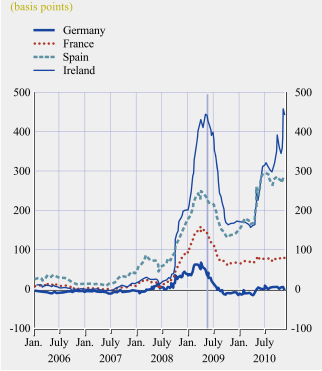 (basis points)
Germany
France
Spain
Ireland
500 500
400 400
300 300
200 200
100 100
0 0
-100 -100
Jan. July Jan. July Jan. July Jan. July Jan. July
2006 2007 2008 2009 2010